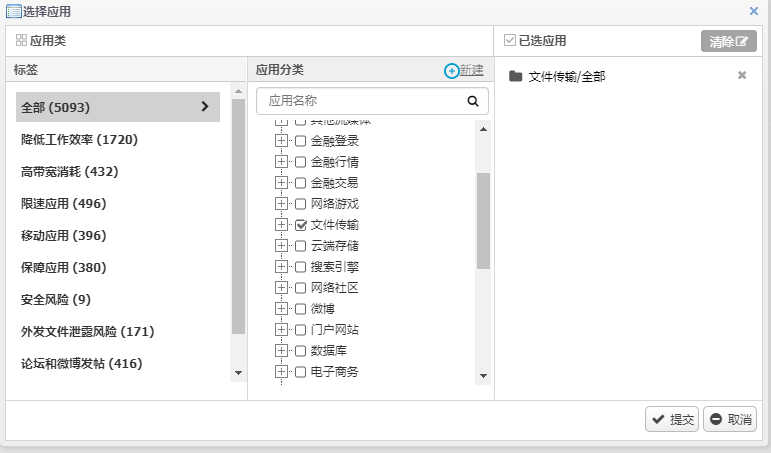 选择应用
应用类
已选应用
清除
标签
应用分类
新建
全部 (5093)
降低工作效率 (1720)
高带宽消耗 (432)
限速应用 (496)
移动应用 (396)
保障应用 (380)
安全风险 (9)
外发文件泄露风险 (171)
论坛和微博发帖 (416)
应用名称
其他流媒体
金融登录
金融行情
金融交易
网络游戏
文件传输
云端存储
搜索引擎
网络社区
微博
门户网站
数据库
电子商务
文件传输/全部
提交
取消